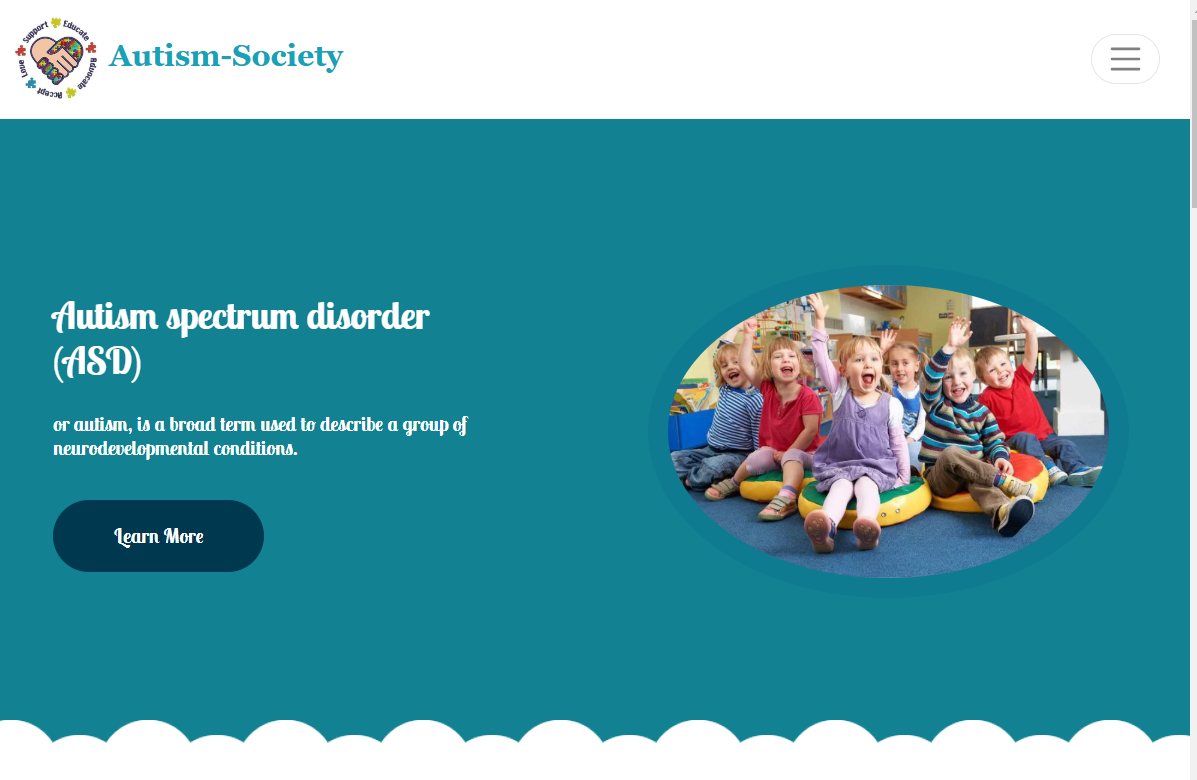 Support Educate Advocate Accept Love
Autism-Society
Autism spectrum disorder
(ASD)
or autism, is a broad term used to describe a group of
neurodevelopmental conditions.
Learn More